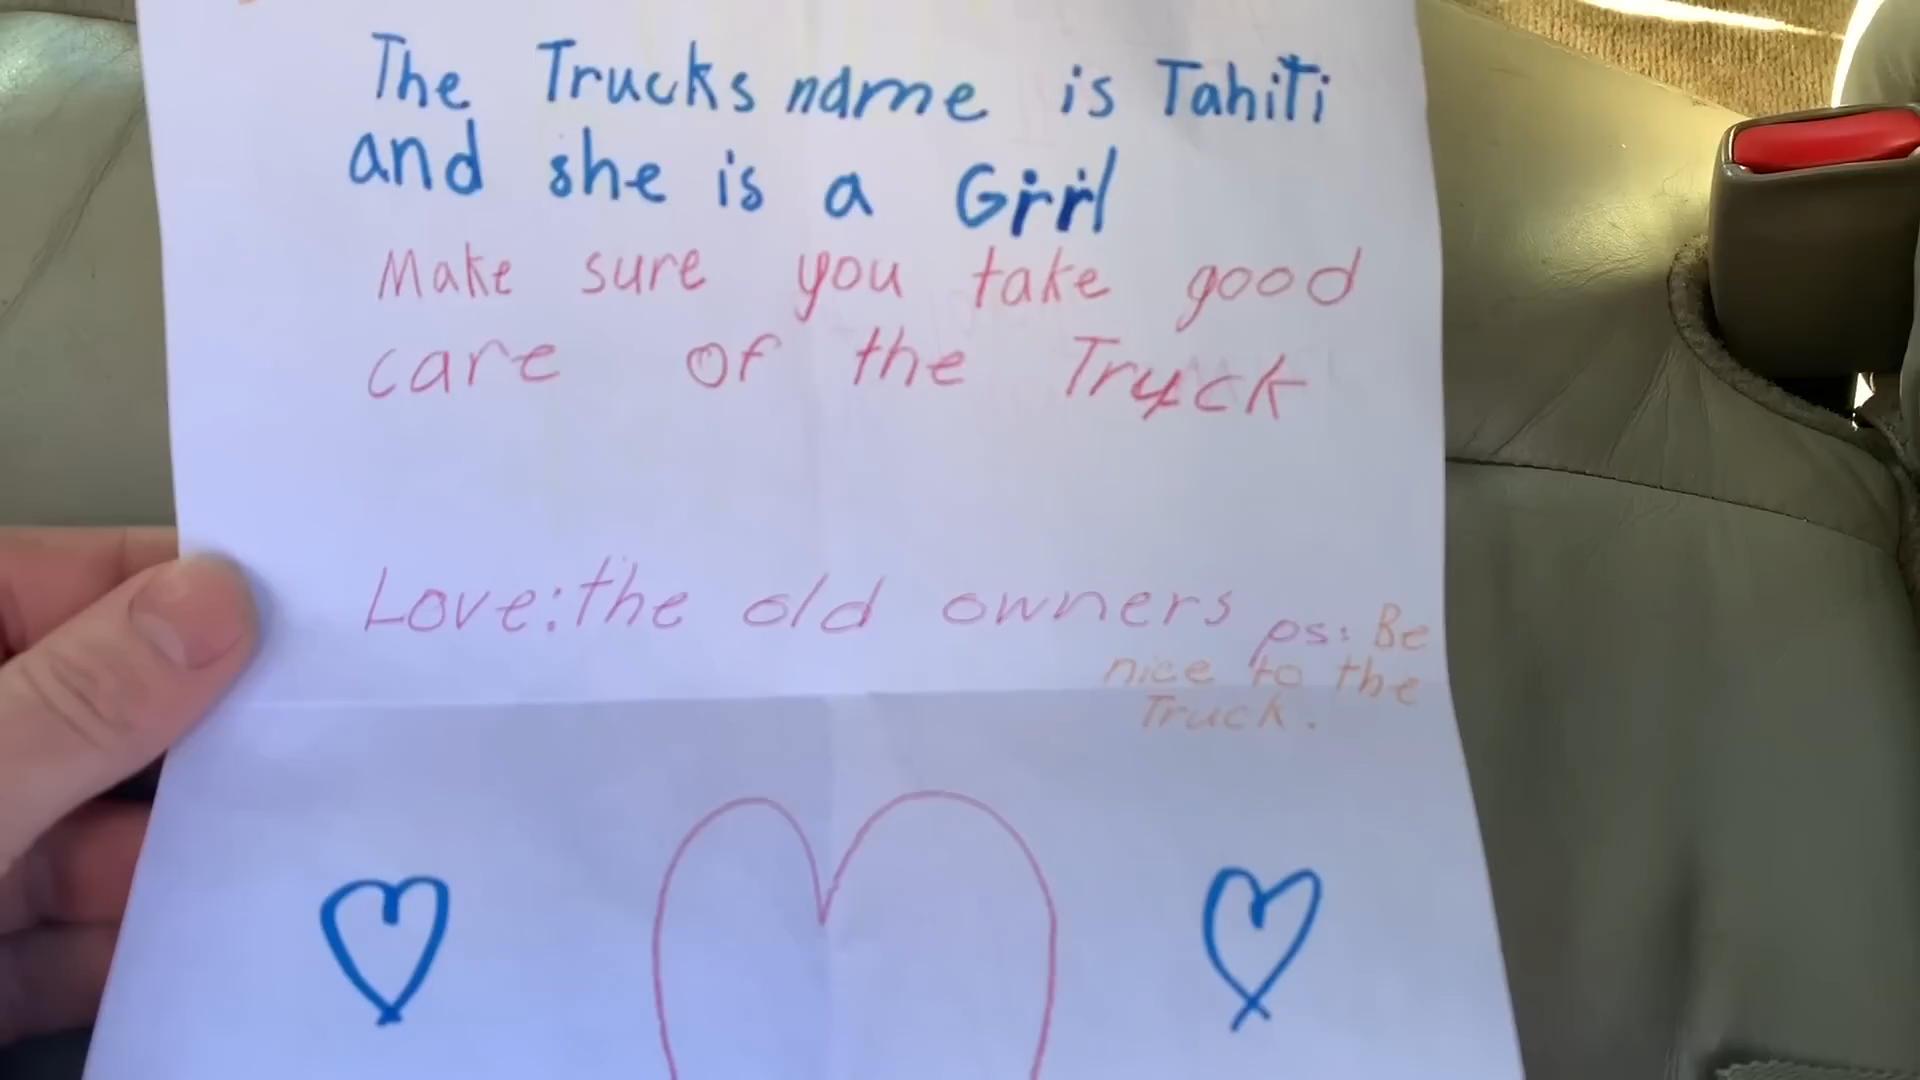 The Trucks name is Tahiti
and she is a Girl
Make sure you take good
care of the Truck
Love: the old owners
ps: Be
nice to the
Truck.